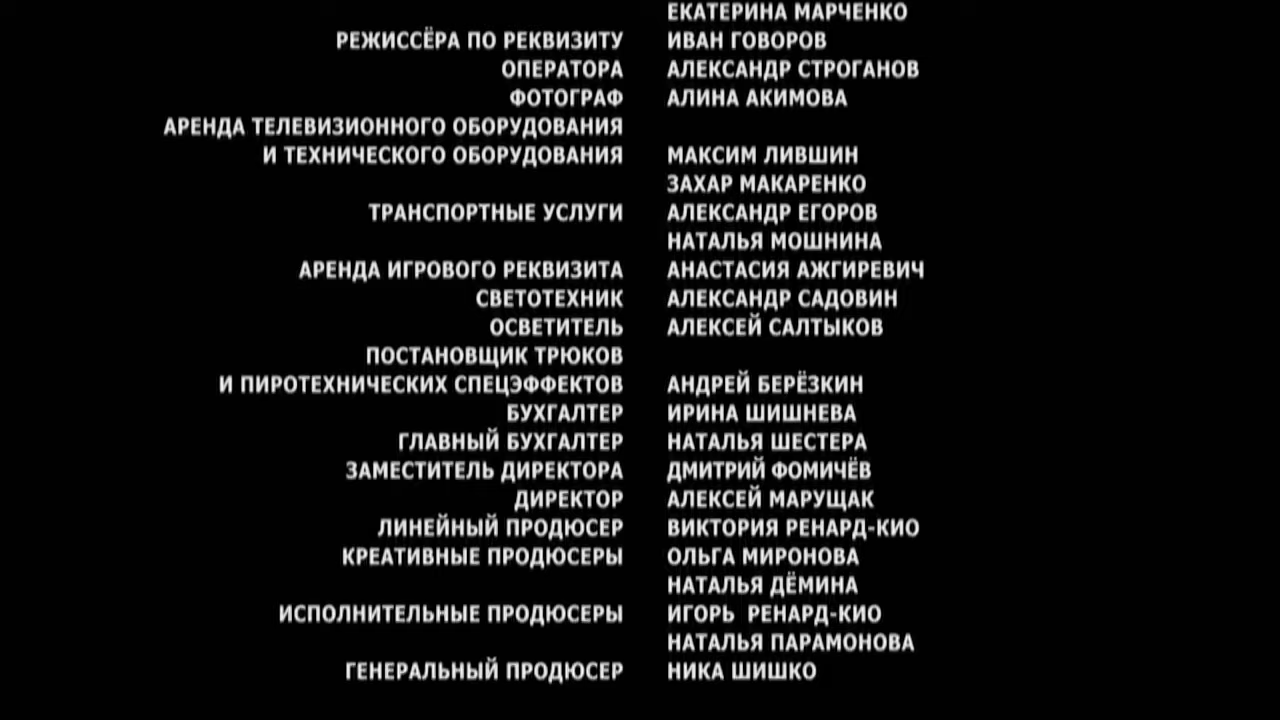 ЕКАТЕРИНА МАРЧЕНКО
РЕЖИССЁРА ПО РЕКВИЗИТУ ИВАН ГОВОРОВ
ОПЕРАТОРА АЛЕКСАНДР СТРОГАНОВ
ФОТОГРАФ АЛИНА АКИМОВА
АРЕНДА ТЕЛЕВИЗИОННОГО ОБОРУДОВАНИЯ
И ТЕХНИЧЕСКОГО ОБОРУДОВАНИЯ МАКСИМ ЛИВШИН
ЗАХАР МАКАРЕНКО
ТРАНСПОРТНЫЕ УСЛУГИ АЛЕКСАНДР ЕГОРОВ
НАТАЛЬЯ МОШНИНА
АРЕНДА ИГРОВОГО РЕКВИЗИТА АНАСТАСИЯ АЖГИРЕВИЧ
СВЕТОТЕХНИК АЛЕКСАНДР САДОВИН
ОСВЕТИТЕЛЬ АЛЕКСЕЙ САЛТЫКОВ
ПОСТАНОВЩИК ТРЮКОВ
И ПИРОТЕХНИЧЕСКИХ СПЕЦЭФФЕКТОВ АНДРЕЙ БЕРЁЗКИН
БУХГАЛТЕР ИРИНА ШИШНЕВА
ГЛАВНЫЙ БУХГАЛТЕР НАТАЛЬЯ ШЕСТЕРА
ЗАМЕСТИТЕЛЬ ДИРЕКТОРА ДМИТРИЙ ФОМИЧЁВ
ДИРЕКТОР АЛЕКСЕЙ МАРУЩАК
ЛИНЕЙНЫЙ ПРОДЮСЕР ВИКТОРИЯ РЕНАРД-КИО
КРЕАТИВНЫЕ ПРОДЮСЕРЫ ОЛЬГА МИРОНОВА
НАТАЛЬЯ ДЁМИНА
ИСПОЛНИТЕЛЬНЫЕ ПРОДЮСЕРЫ ИГОРЬ РЕНАРД-КИО
НАТАЛЬЯ ПАРАМОНОВА
ГЕНЕРАЛЬНЫЙ ПРОДЮСЕР НИКА ШИШКО